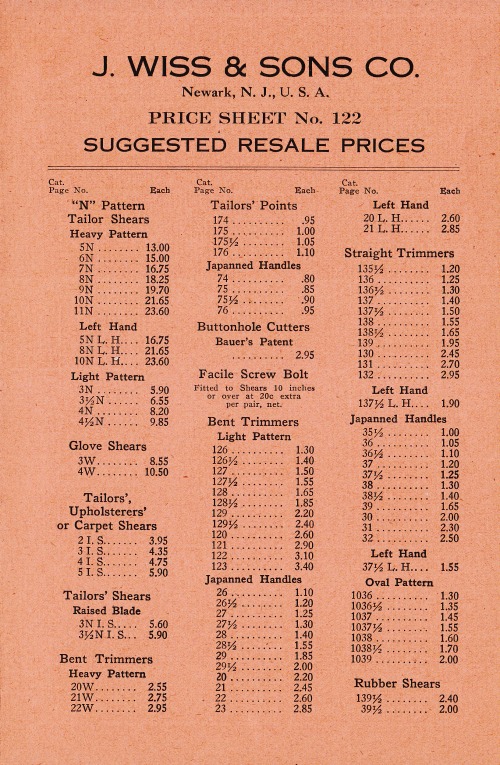 J. WISS & SONS CO.
Newark, N. J., U. S. A.
PRICE SHEET No. 122
SUGGESTED RESALE PRICES
Cat.
Page No. Each
"N" Pattern
Tailor Shears
Heavy Pattern
5N ........ 13.00
6N ........ 15.00
7N ........ 16.75
8N ........ 18.25
9N ........ 19.70
10N ........ 21.65
11N ........ 23.60
Left Hand
5N L. H.... 16.75
8N L. H.... 21.65
10N L. H.... 23.60
Light Pattern
3N ........ 5.90
3½N ........ 6.55
4N ........ 8.20
4½N ........ 9.85
Glove Shears
3W ........ 8.55
4W ........ 10.50
Tailors',
Upholsterers'
or Carpet Shears
2 I. S...... 3.95
3 I. S...... 4.35
4 I. S...... 4.75
5 I. S...... 5.90
Tailors' Shears
Raised Blade
3N I. S..... 5.60
3½N I. S... 5.90
Bent Trimmers
Heavy Pattern
20W ........ 2.55
21W ........ 2.75
22W ........ 2.95
Cat.
Page No. Each
Tailors' Points
174 ........ .95
175 ........ 1.00
175½ ........ 1.05
176 ........ 1.10
Japanned Handles
74 ........ .80
75 ........ .85
75½ ........ .90
76 ........ .95
Buttonhole Cutters
Bauer's Patent
........ 2.95
Facile Screw Bolt
Fitted to Shears 10 inches
or over at 20c extra
per pair, net.
Bent Trimmers
Light Pattern
126 ........ 1.30
126½ ........ 1.40
127 ........ 1.50
127½ ........ 1.55
128 ........ 1.65
128½ ........ 1.85
129 ........ 2.20
129½ ........ 2.40
120 ........ 2.60
121 ........ 2.90
122 ........ 3.10
123 ........ 3.40
Japanned Handles
26 ........ 1.10
26½ ........ 1.20
27 ........ 1.25
27½ ........ 1.30
28 ........ 1.40
28½ ........ 1.55
29 ........ 1.85
29½ ........ 2.00
20 ........ 2.20
21 ........ 2.45
22 ........ 2.60
23 ........ 2.85
Cat.
Page No. Each
Left Hand
20 L. H..... 2.60
21 L. H..... 2.85
Straight Trimmers
135½ ........ 1.20
136 ........ 1.25
136½ ........ 1.30
137 ........ 1.40
137½ ........ 1.50
138 ........ 1.55
138½ ........ 1.65
139 ........ 1.95
130 ........ 2.45
131 ........ 2.70
132 ........ 2.95
Left Hand
137½ L. H.... 1.90
Japanned Handles
35½ ........ 1.00
36 ........ 1.05
36½ ........ 1.10
37 ........ 1.20
37½ ........ 1.25
38 ........ 1.30
38½ ........ 1.40
39 ........ 1.65
30 ........ 2.00
31 ........ 2.30
32 ........ 2.50
Left Hand
37½ L. H.... 1.55
Oval Pattern
1036 ........ 1.30
1036½ ........ 1.35
1037 ........ 1.45
1037½ ........ 1.55
1038 ........ 1.60
1038½ ........ 1.70
1039 ........ 2.00
Rubber Shears
139½ ........ 2.40
39½ ........ 2.00